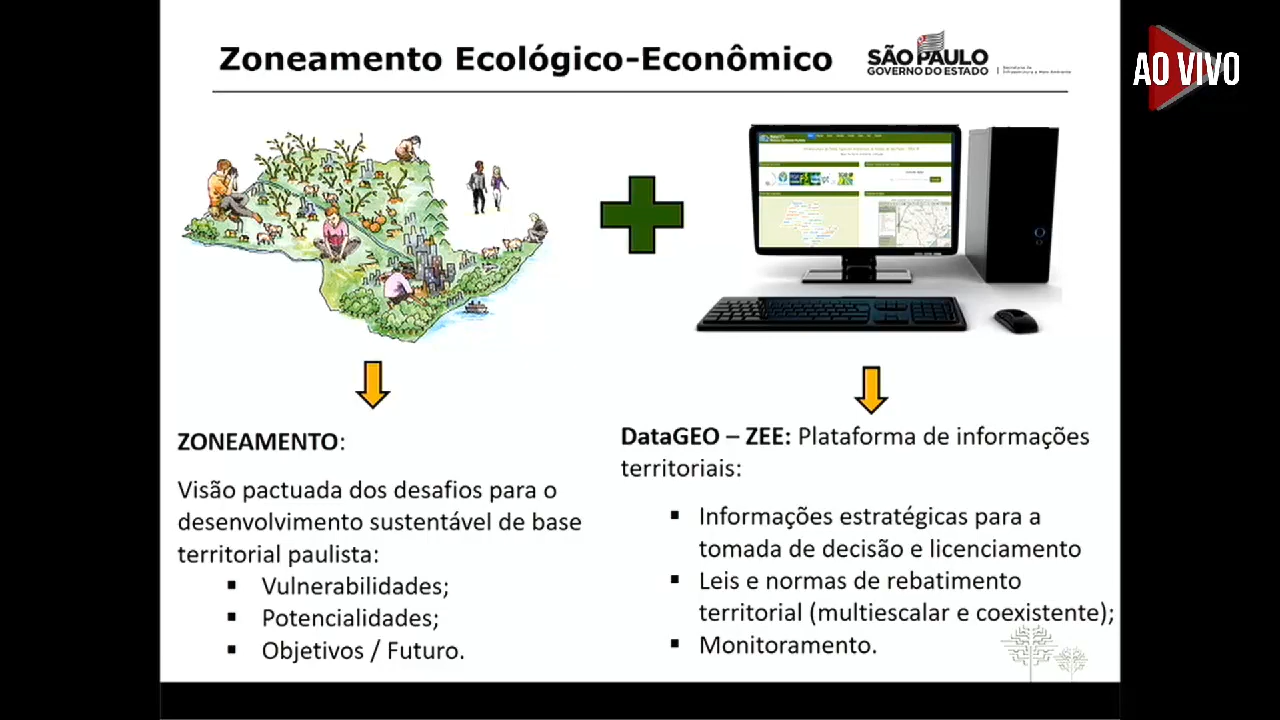 Zoneamento Ecológico-Econômico
SÃO PAULO
GOVERNO DO ESTADO
Secretaria de
Infraestrutura e Meio Ambiente
AO VIVO
ZONEAMENTO:
Visão pactuada dos desafios para o
desenvolvimento sustentável de base
territorial paulista:
▪ Vulnerabilidades;
▪ Potencialidades;
▪ Objetivos / Futuro.
DataGEO – ZEE: Plataforma de informações
territoriais:
▪ Informações estratégicas para a
tomada de decisão e licenciamento
▪ Leis e normas de rebatimento
territorial (multiescalar e coexistente);
▪ Monitoramento.